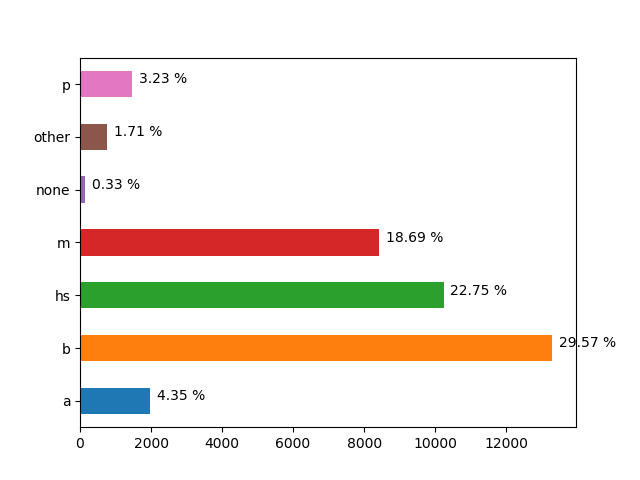 p 3.23 %
other 1.71 %
none 0.33 %
m 18.69 %
hs 22.75 %
b 29.57 %
a 4.35 %
0 2000 4000 6000 8000 10000 12000